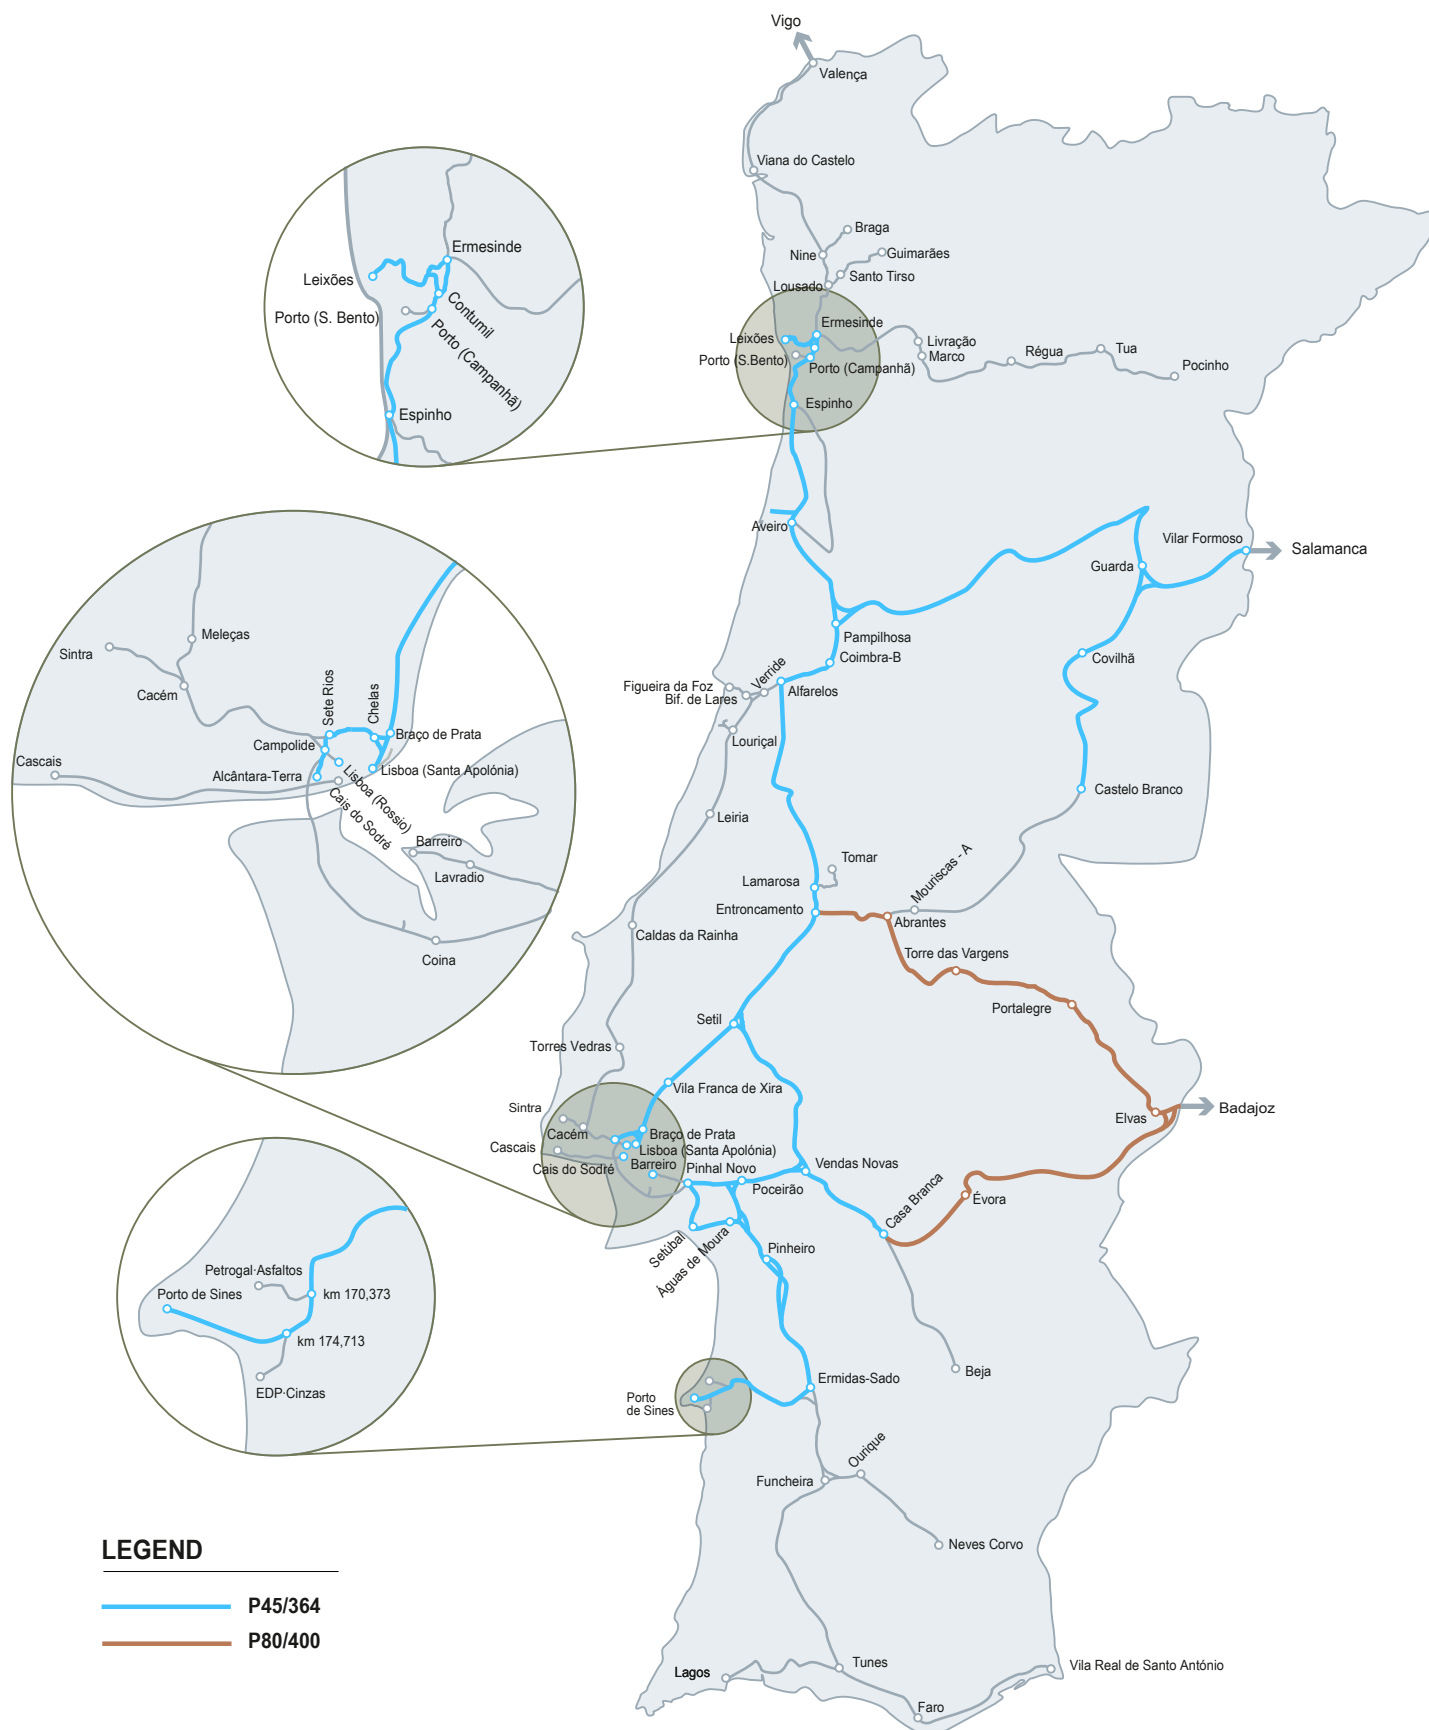 Vigo
Valença
Viana do Castelo
Braga
Nine
Guimarães
Santo Tirso
Lousado
Ermesinde
Leixões
Porto (S.Bento)
Porto (Campanhã)
Livração
Marco
Régua
Tua
Pocinho
Espinho
Ermesinde
Leixões
Porto (S. Bento)
Contumil
Porto (Campanhã)
Espinho
Aveiro
Vilar Formoso
Salamanca
Guarda
Pampilhosa
Coimbra-B
Covilhã
Verride
Figueira da Foz
Bif. de Lares
Alfarelos
Louriçal
Castelo Branco
Leiria
Tomar
Mouriscas - A
Lamarosa
Entroncamento
Abrantes
Caldas da Rainha
Torre das Vargens
Portalegre
Setil
Torres Vedras
Vila Franca de Xira
Elvas
Badajoz
Sintra
Cacém
Braço de Prata
Cascais
Lisboa (Santa Apolónia)
Cais do Sodré
Barreiro
Pinhal Novo
Poceirão
Vendas Novas
Casa Branca
Évora
Setúbal
Àguas de Moura
Pinheiro
Meleças
Sintra
Cacém
Sete Rios
Chelas
Campolide
Braço de Prata
Cascais
Alcântara-Terra
Lisboa (Santa Apolónia)
Lisboa (Rossio)
Cais do Sodré
Barreiro
Lavradio
Coina
Petrogal·Asfaltos
Porto de Sines
km 170,373
km 174,713
EDP·Cinzas
Beja
Ermidas-Sado
Porto
de Sines
Ourique
Funcheira
Neves Corvo
Lagos
Tunes
Vila Real de Santo António
Faro
LEGEND
P45/364
P80/400